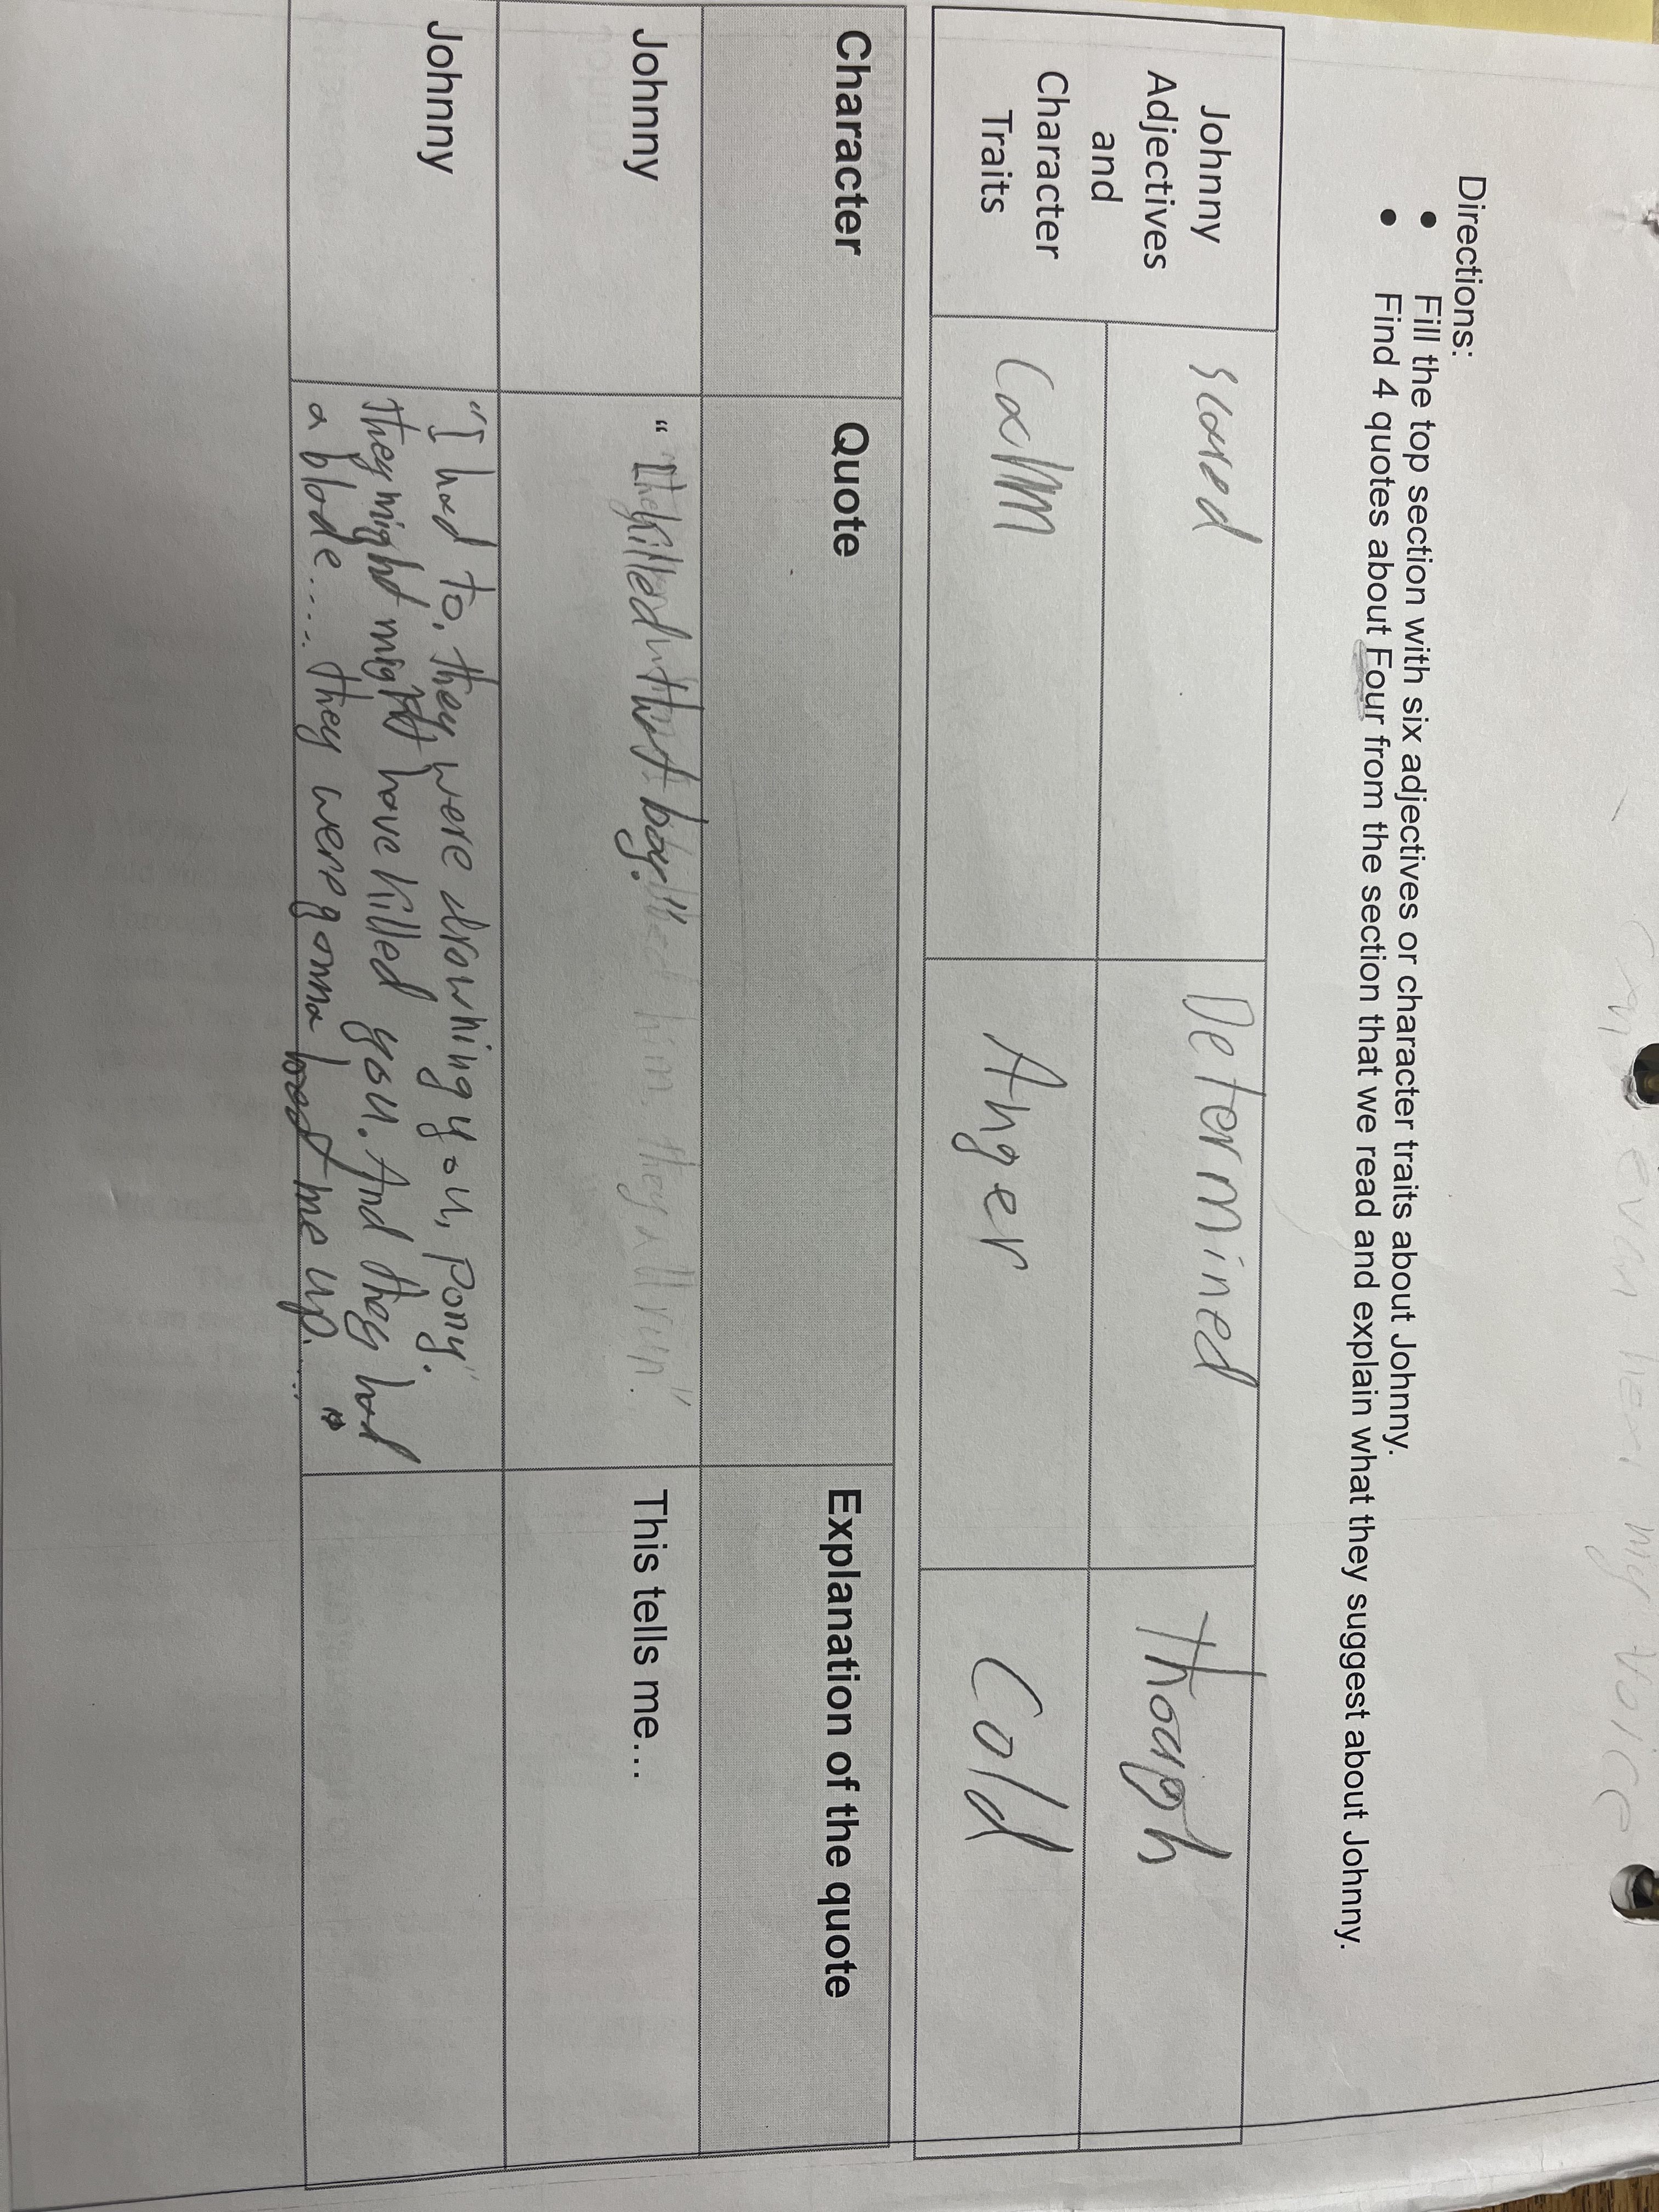 even hear my voice
Directions:
• Fill the top section with six adjectives or character traits about Johnny.
• Find 4 quotes about Four from the section that we read and explain what they suggest about Johnny.
Johnny
Adjectives
and
Character
Traits
scared
Determined
though
Calm
Anger
Cold
Character
Quote
Explanation of the quote
Johnny
“ I killed that boy."
him. they all run".
This tells me...
Johnny
"I had to. they were drowning you, pony."
they might might have killed you. And they had
a blade..... they were gonna beat me up. ...."